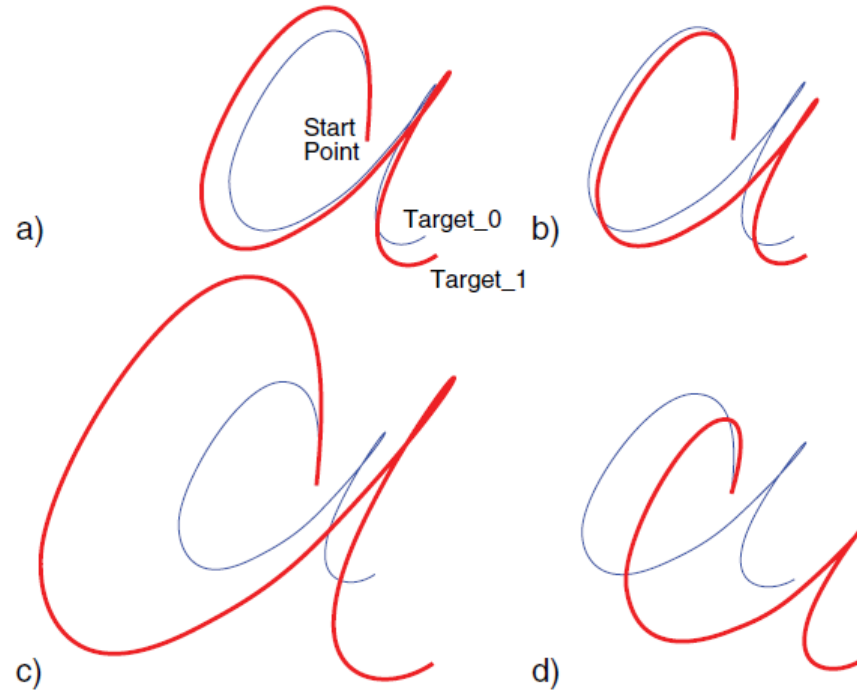 Start
Point
a)
Target_0
b)
Target_1
c)
d)